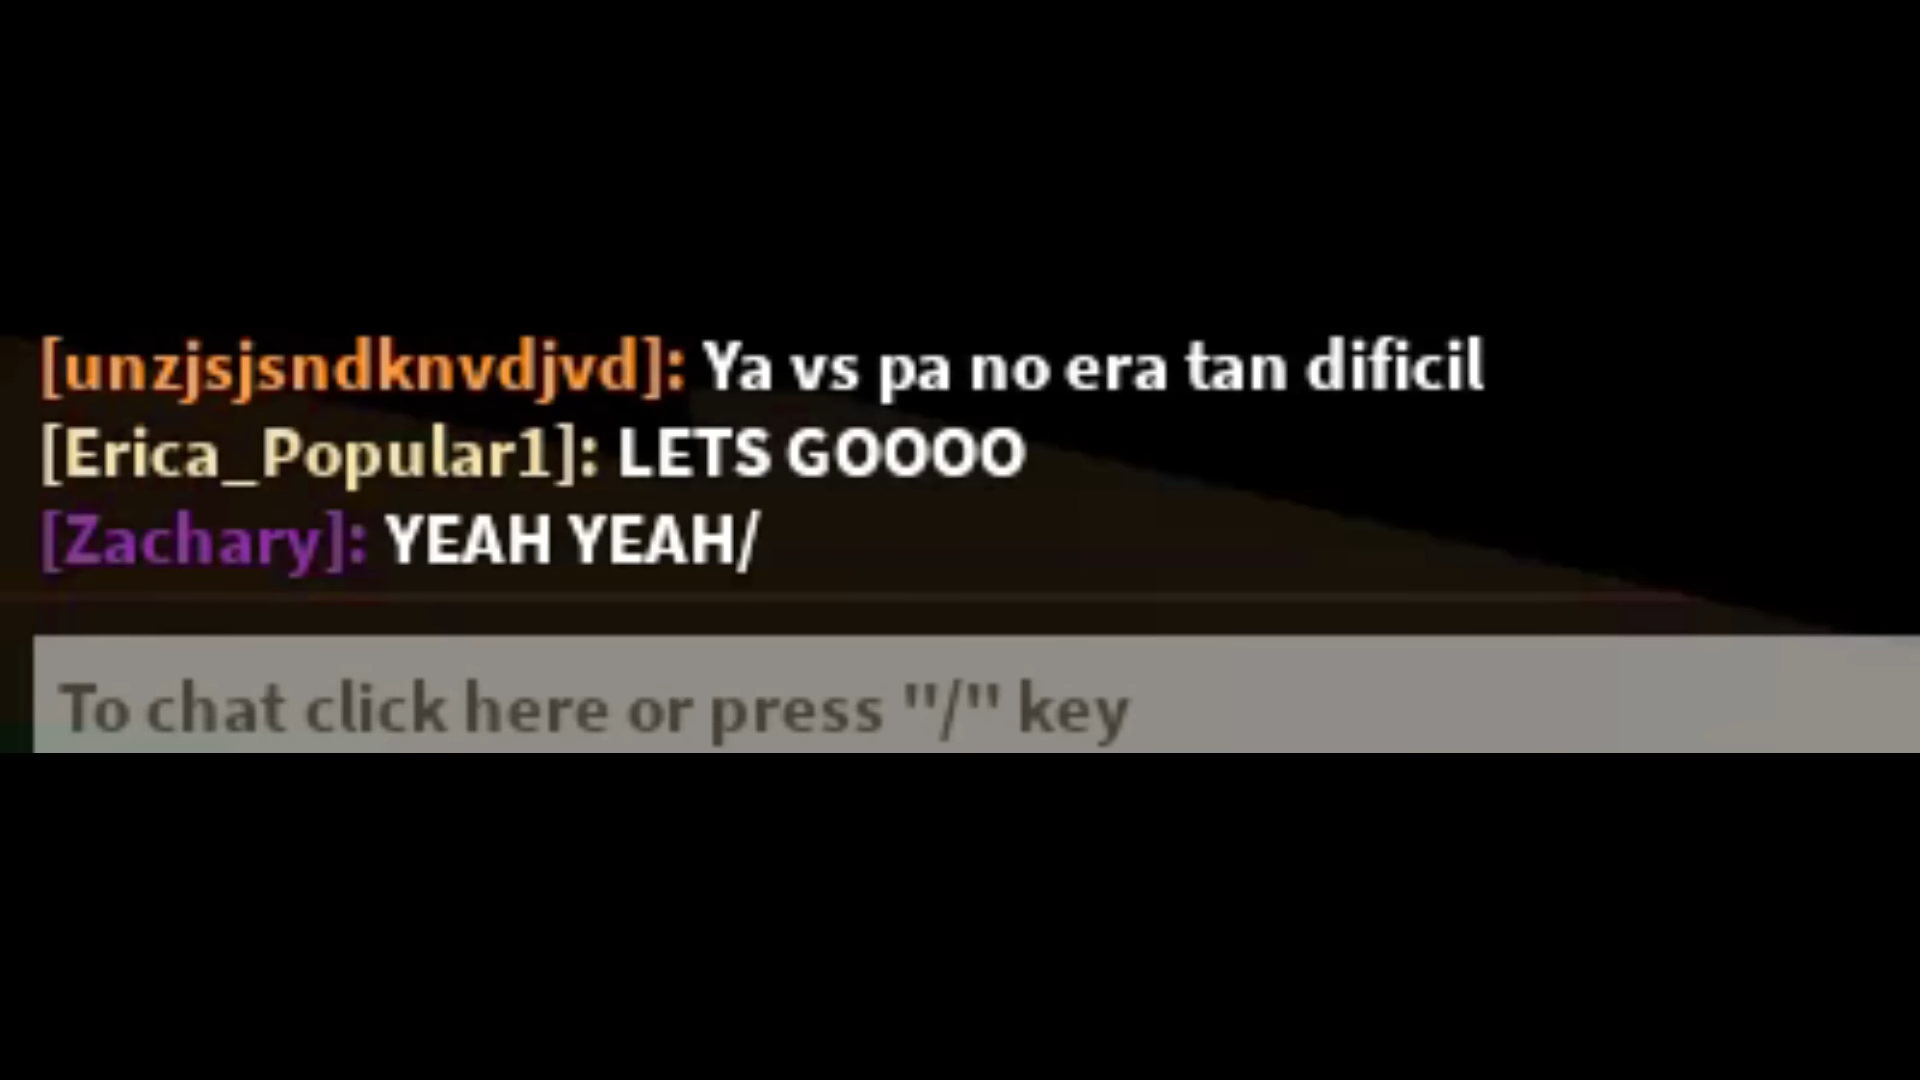 [unzjsjsndknvdjvd]: Ya vs pa no era tan dificil
[Erica_Popular1]: LETS GOOOO
[Zachary]: YEAH YEAH/
To chat click here or press "/" key